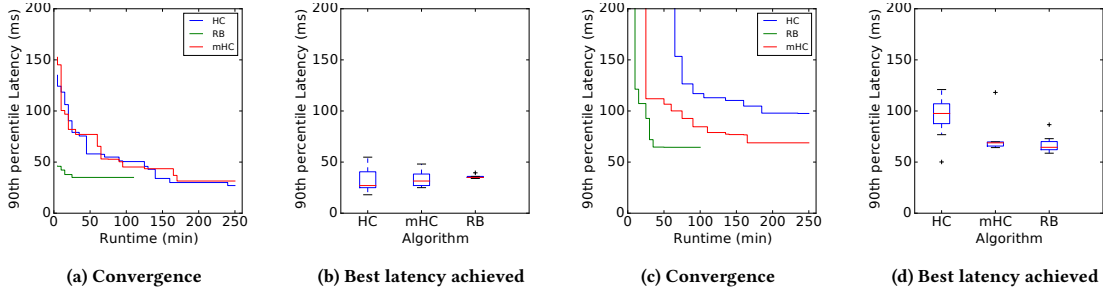 90th percentile Latency (ms)
200
150
100
50
0
HC
RB
mHC
0 50 100 150 200 250
Runtime (min)
(a) Convergence
90th percentile Latency (ms)
200
150
100
50
0
HC mHC RB
Algorithm
(b) Best latency achieved
90th percentile Latency (ms)
200
150
100
50
0
HC
RB
mHC
0 50 100 150 200 250
Runtime (min)
(c) Convergence
90th percentile Latency (ms)
200
150
100
50
0
HC mHC RB
Algorithm
(d) Best latency achieved